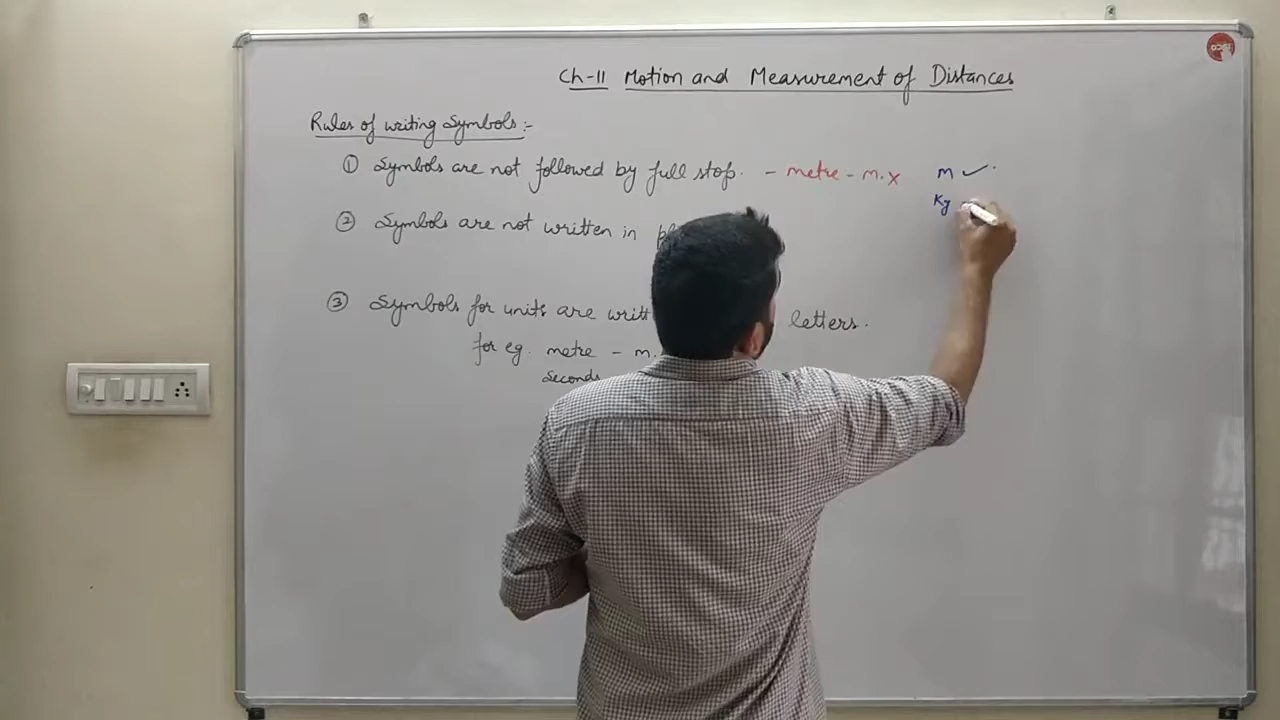 Ch-11 Motion and Measurement of Distances
Rules of writing Symbols:-
① Symbols are not followed by full stop. - metre - m. x m ✓.
Kg
② Symbols are not written in
③ Symbols for units are letters.
for eg. metre - m.
Seconds